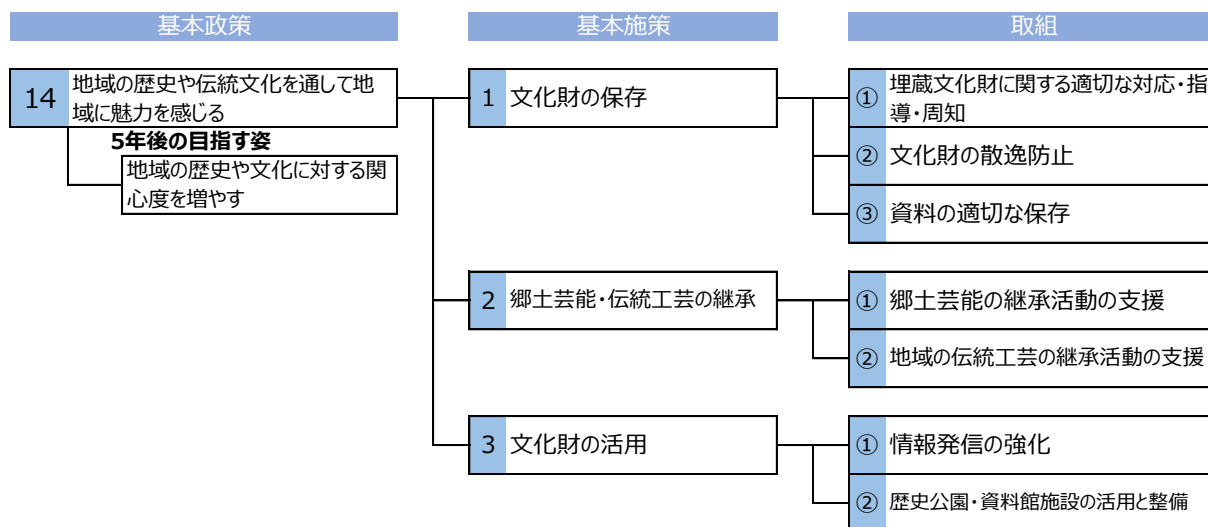 基本政策
基本施策
取組
14
地域の歴史や伝統文化を通して地
域に魅力を感じる
5年後の目指す姿
地域の歴史や文化に対する関
心度を増やす
1 文化財の保存
① 埋蔵文化財に関する適切な対応・指
導・周知
② 文化財の散逸防止
③ 資料の適切な保存
2 郷土芸能・伝統工芸の継承
① 郷土芸能の継承活動の支援
② 地域の伝統工芸の継承活動の支援
3 文化財の活用
① 情報発信の強化
② 歴史公園・資料館施設の活用と整備